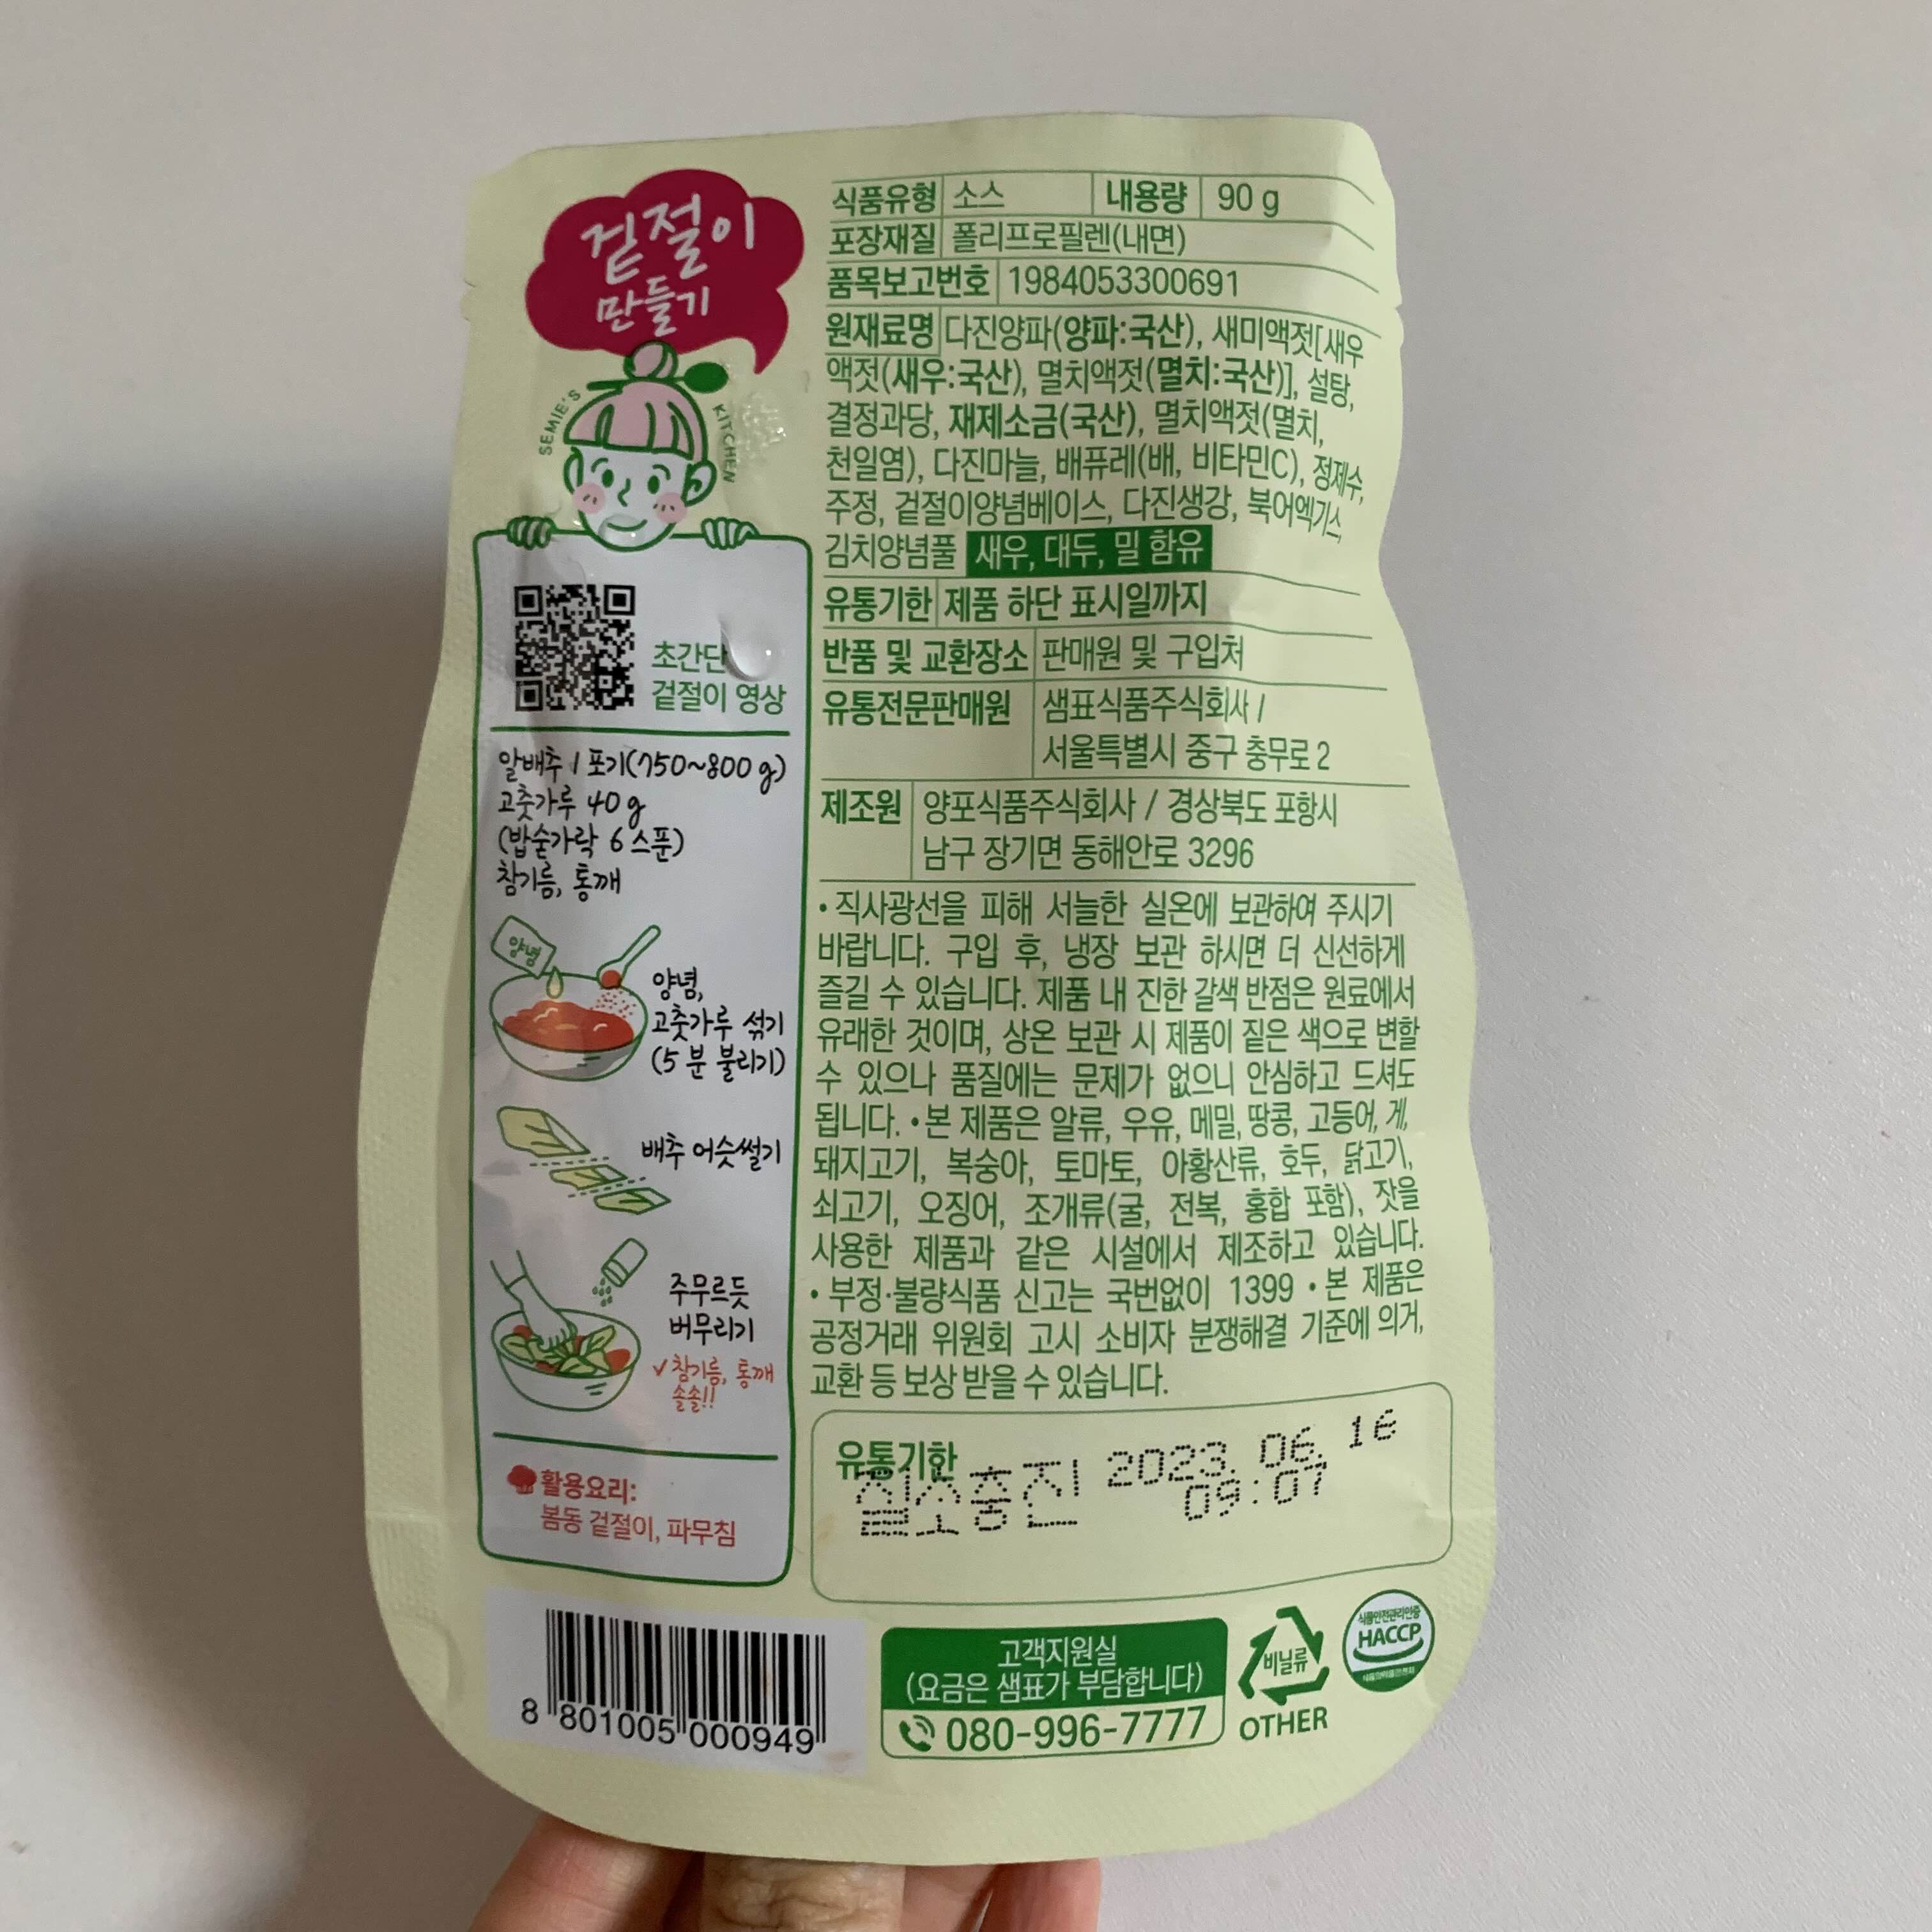 겉절이
만들기
SEMIE'S KITCHEN
초간단
겉절이 영상
알배추 1포기(750~800 g)
고춧가루 40 g
(밥숟가락 6스푼)
참기름, 통깨
양념
양념,
고춧가루 섞기
(5분 불리기)
배추 어슷썰기
주무르듯
버무리기
✓참기름, 통깨
솔솔!!
활용요리:
봄동 겉절이, 파무침
식품유형 소스 내용량 90 g
포장재질 폴리프로필렌(내면)
품목보고번호 1984053300691
원재료명 다진양파(양파:국산), 새미액젓[새우
액젓(새우:국산), 멸치액젓(멸치:국산)], 설탕,
결정과당, 재제소금(국산), 멸치액젓(멸치,
천일염), 다진마늘, 배퓨레(배, 비타민C), 정제수,
주정, 겉절이양념베이스, 다진생강, 북어엑기스,
김치양념풀 새우, 대두, 밀 함유
유통기한 제품 하단 표시일까지
반품 및 교환장소 판매원 및 구입처
유통전문판매원 샘표식품주식회사 /
서울특별시 중구 충무로 2
제조원 양포식품주식회사 / 경상북도 포항시
남구 장기면 동해안로 3296
• 직사광선을 피해 서늘한 실온에 보관하여 주시기
바랍니다. 구입 후, 냉장 보관 하시면 더 신선하게
즐길 수 있습니다. 제품 내 진한 갈색 반점은 원료에서
유래한 것이며, 상온 보관 시 제품이 짙은 색으로 변할
수 있으나 품질에는 문제가 없으니 안심하고 드셔도
됩니다. • 본 제품은 알류, 우유, 메밀, 땅콩, 고등어, 게,
돼지고기, 복숭아, 토마토, 아황산류, 호두, 닭고기,
쇠고기, 오징어, 조개류(굴, 전복, 홍합 포함), 잣을
사용한 제품과 같은 시설에서 제조하고 있습니다.
• 부정·불량식품 신고는 국번없이 1399 • 본 제품은
공정거래 위원회 고시 소비자 분쟁해결 기준에 의거,
교환 등 보상 받을 수 있습니다.
유통기한
2023. 06. 16
09:07
8 801005 000949
고객지원실
(요금은 샘표가 부담합니다)
080-996-7777
비닐류
OTHER
식품안전관리인증
HACCP